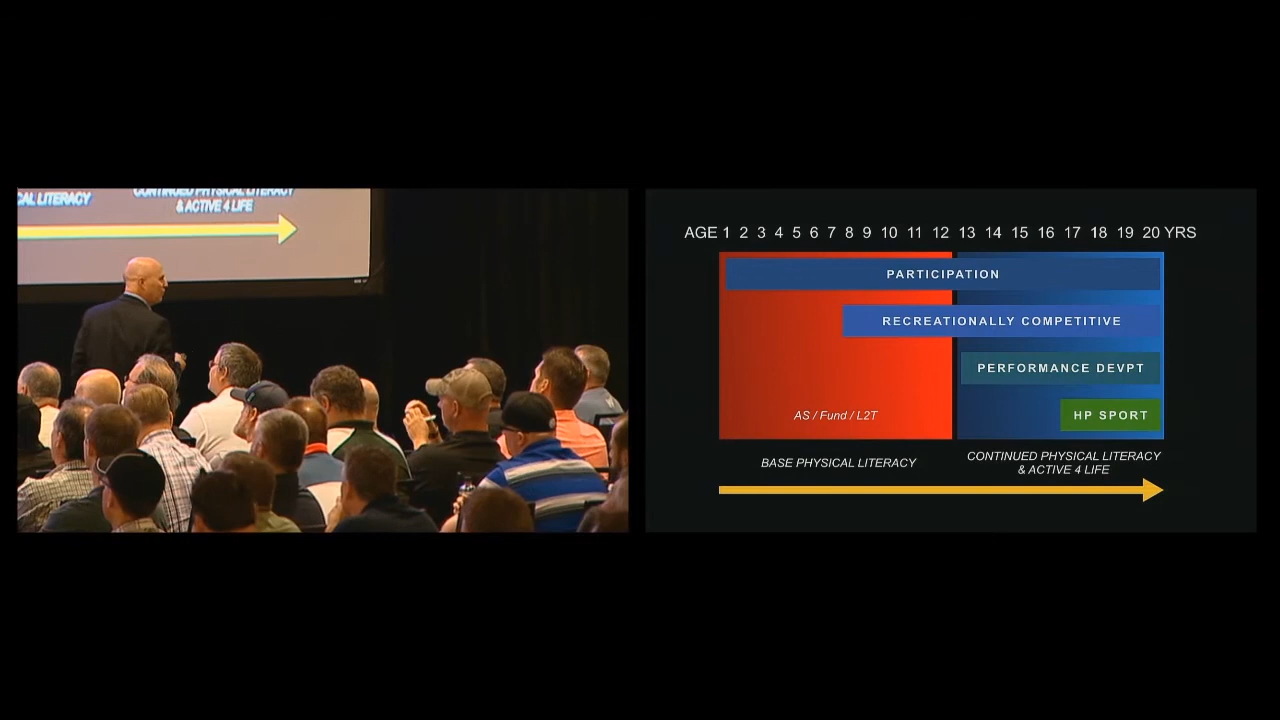 CAL LITERACY
CONTINUED PHYSICAL LITERACY
& ACTIVE 4 LIFE
AGE 1 2 3 4 5 6 7 8 9 10 11 12 13 14 15 16 17 18 19 20 YRS
PARTICIPATION
RECREATIONALLY COMPETITIVE
PERFORMANCE DEVPT
AS / Fund / L2T
HP SPORT
BASE PHYSICAL LITERACY
CONTINUED PHYSICAL LITERACY
& ACTIVE 4 LIFE